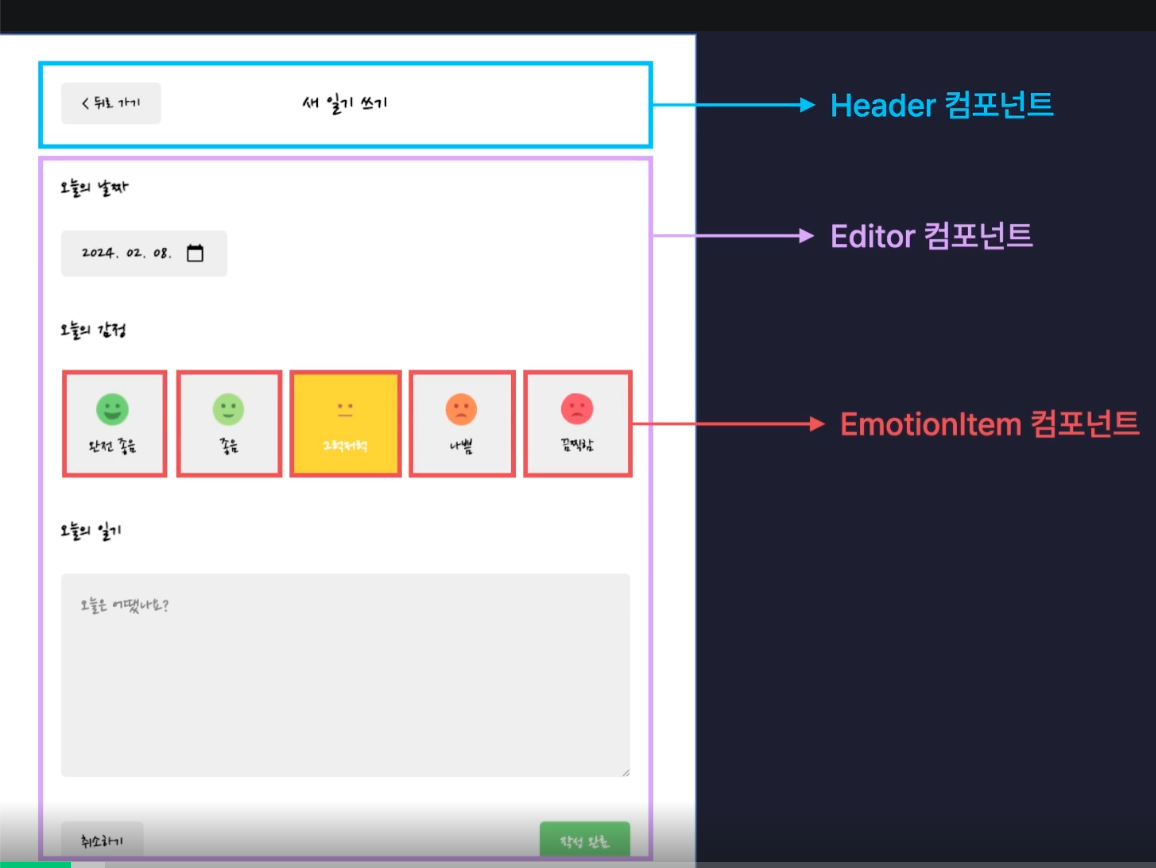 < 뒤로 가기
새 일기 쓰기
Header 컴포넌트
오늘의 날짜
2024. 02. 08.
Editor 컴포넌트
오늘의 감정
완전 좋음
좋음
그럭저럭
나쁨
끔찍함
EmotionItem 컴포넌트
오늘의 일기
오늘은 어땠나요?
취소하기
작성 완료